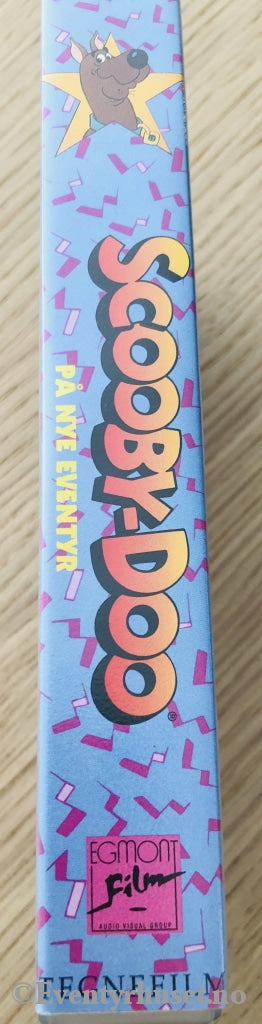 SCOOBY-DOO®
PÅ NYE EVENTYR
EGMONT
Film
AUDIO VISUAL GROUP
TEGNEFILM
©Eventyrhuset.no